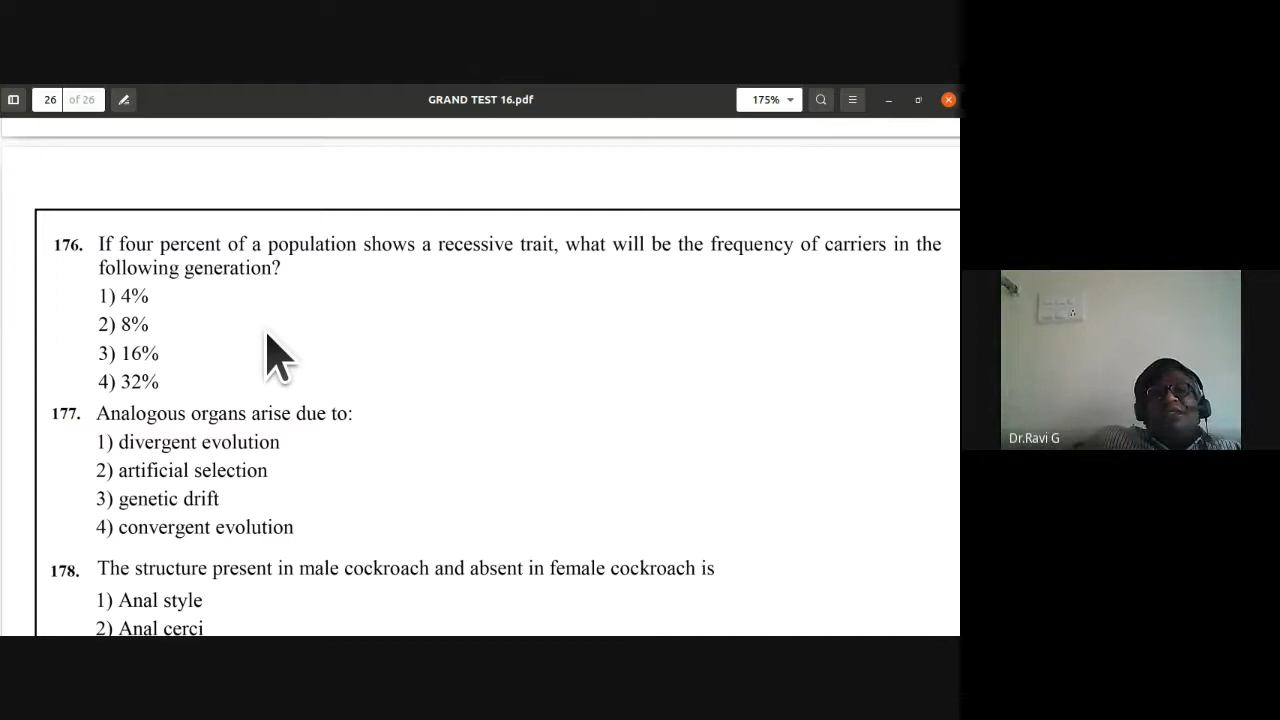 26 of 26
GRAND TEST 16.pdf
175%
176. If four percent of a population shows a recessive trait, what will be the frequency of carriers in the
following generation?
1) 4%
2) 8%
3) 16%
4) 32%
177. Analogous organs arise due to:
1) divergent evolution
2) artificial selection
3) genetic drift
4) convergent evolution
178. The structure present in male cockroach and absent in female cockroach is
1) Anal style
2) Anal cerci
Dr.Ravi G